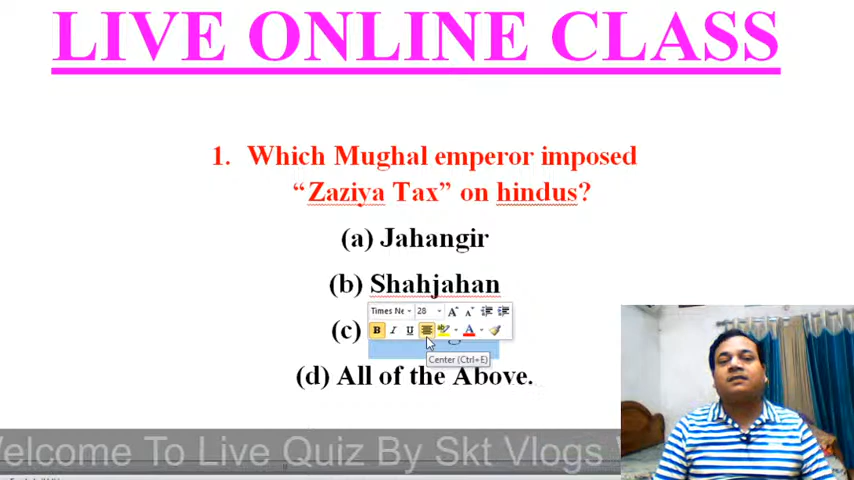 LIVE ONLINE CLASS
1. Which Mughal emperor imposed
“Zaziya Tax” on hindus?
(a) Jahangir
(b) Shahjahan
Times Ne 28
(c)
B I U
Center (Ctrl+E)
(d) All of the Above.
elcome To Live Quiz By Skt Vlogs